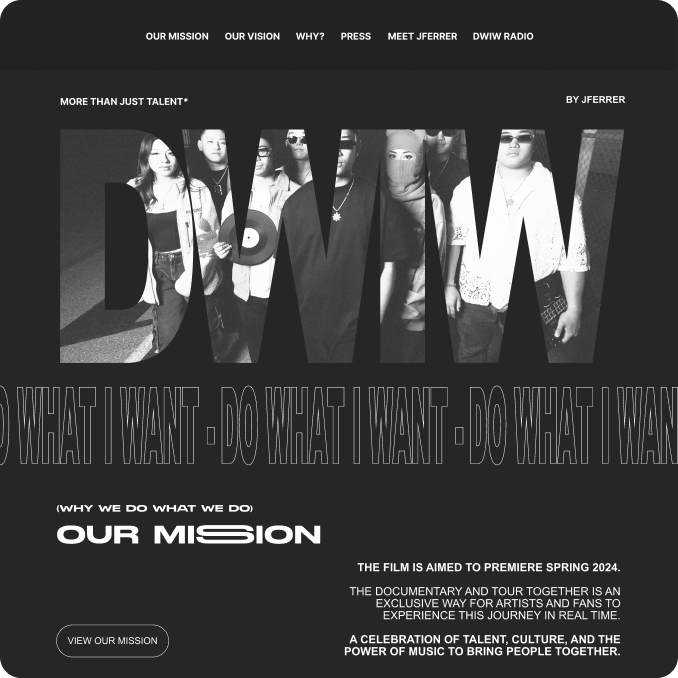 OUR MISSION OUR VISION WHY? PRESS MEET JFERRER DWIW RADIO
MORE THAN JUST TALENT*
BY JFERRER
DWIW
O WHAT I WANT - DO WHAT I WANT - DO WHAT I WAN
(WHY WE DO WHAT WE DO)
OUR MISSION
THE FILM IS AIMED TO PREMIERE SPRING 2024.
THE DOCUMENTARY AND TOUR TOGETHER IS AN
EXCLUSIVE WAY FOR ARTISTS AND FANS TO
EXPERIENCE THIS JOURNEY IN REAL TIME.
A CELEBRATION OF TALENT, CULTURE, AND THE
POWER OF MUSIC TO BRING PEOPLE TOGETHER.
VIEW OUR MISSION